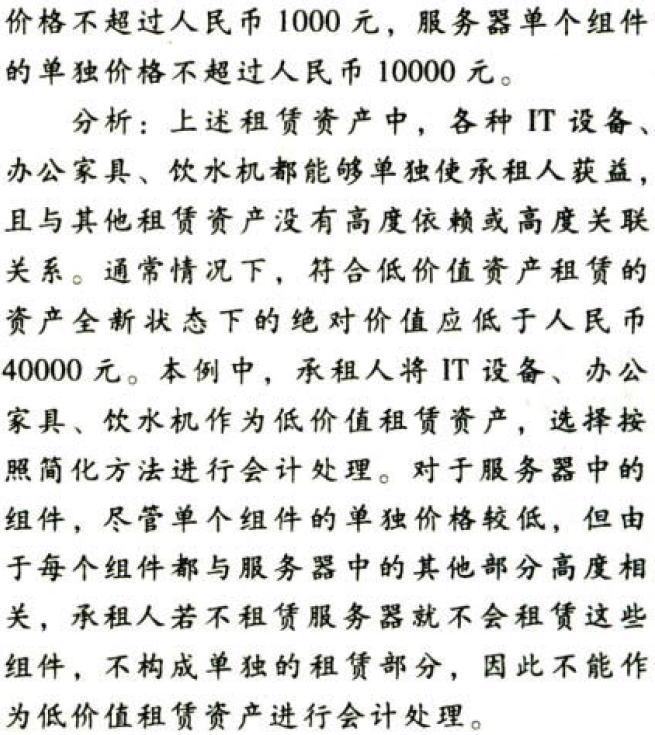 价格不超过人民币 1000 元，服务器单个组件
的单独价格不超过人民币 10000 元。
分析：上述租赁资产中，各种 IT 设备、
办公家具、饮水机都能够单独使承租人获益，
且与其他租赁资产没有高度依赖或高度关联
关系。通常情况下，符合低价值资产租赁的
资产全新状态下的绝对价值应低于人民币
40000 元。本例中，承租人将 IT 设备、办公
家具、饮水机作为低价值租赁资产，选择按
照简化方法进行会计处理。对于服务器中的
组件，尽管单个组件的单独价格较低，但由
于每个组件都与服务器中的其他部分高度相
关，承租人若不租赁服务器就不会租赁这些
组件，不构成单独的租赁部分，因此不能作
为低价值租赁资产进行会计处理。